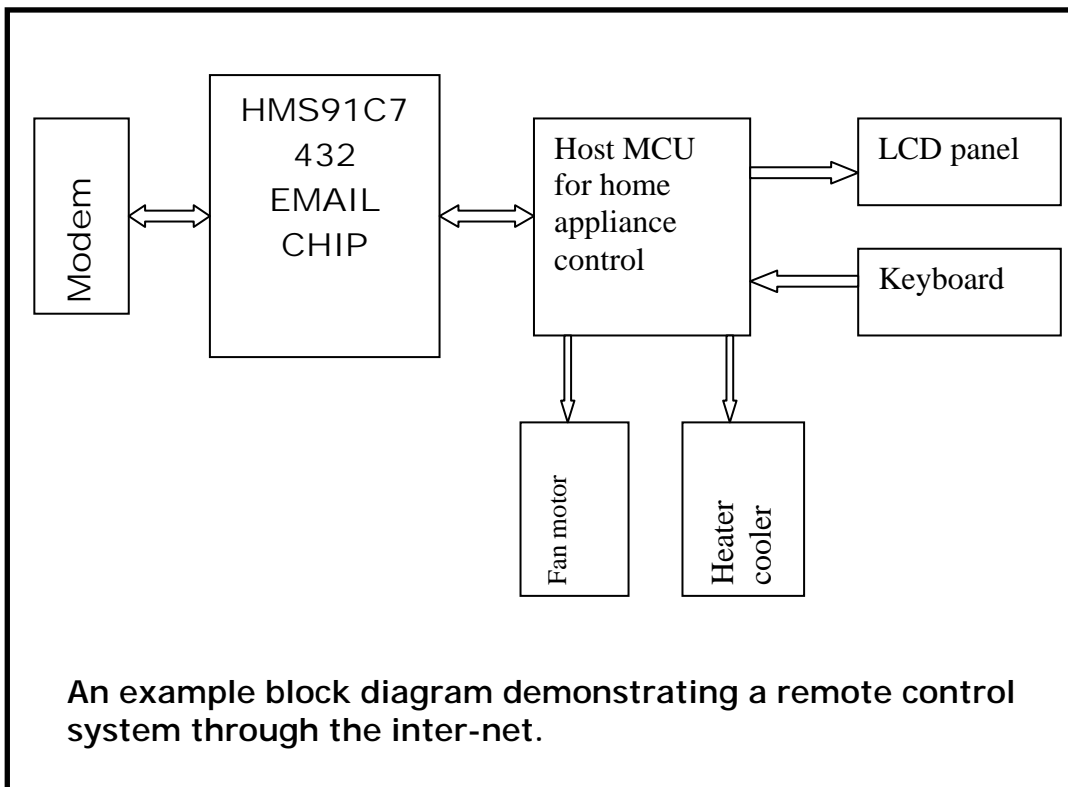 Modem
HMS91C7
432
EMAIL
CHIP
Host MCU
for home
appliance
control
LCD panel
Keyboard
Fan motor
Heater
cooler
An example block diagram demonstrating a remote control
system through the inter-net.